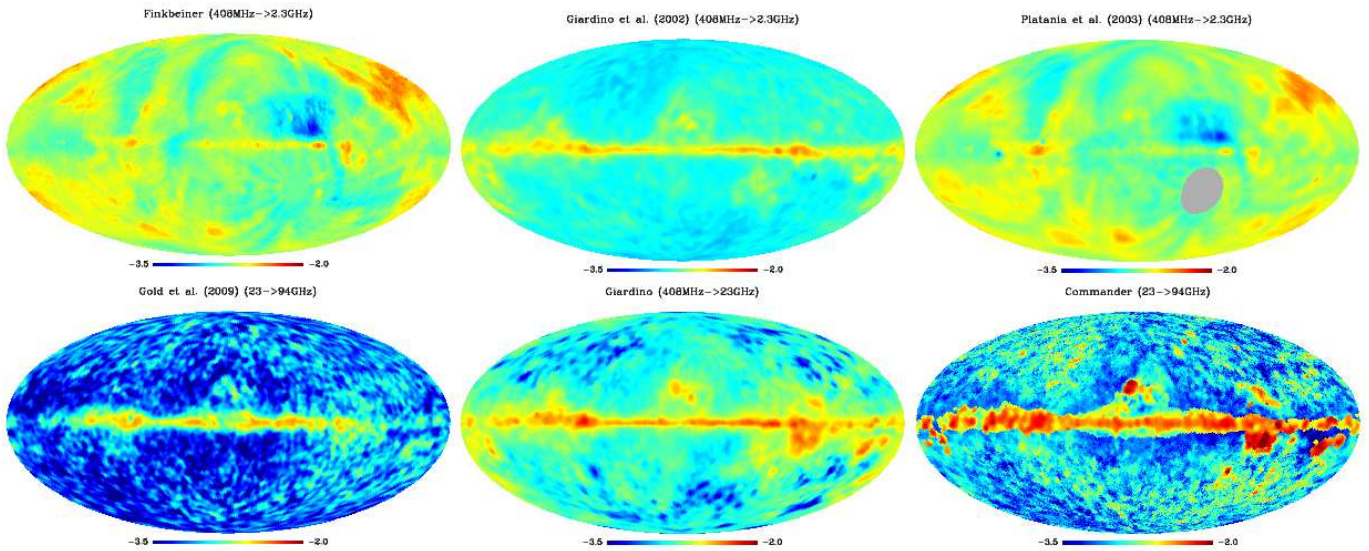 Finkbeiner (408MHz->2.3GHz)
Giardino et al. (2002) (408MHz->2.3GHz)
Platania et al. (2003) (408MHz->2.3GHz)
-3.5 -2.0
-3.5 -2.0
-3.5 -2.0
Gold et al. (2009) (23->94GHz)
Giardino (408MHz->23GHz)
Commander (23->94GHz)
-3.5 -2.0
-3.5 -2.0
-3.5 -2.0